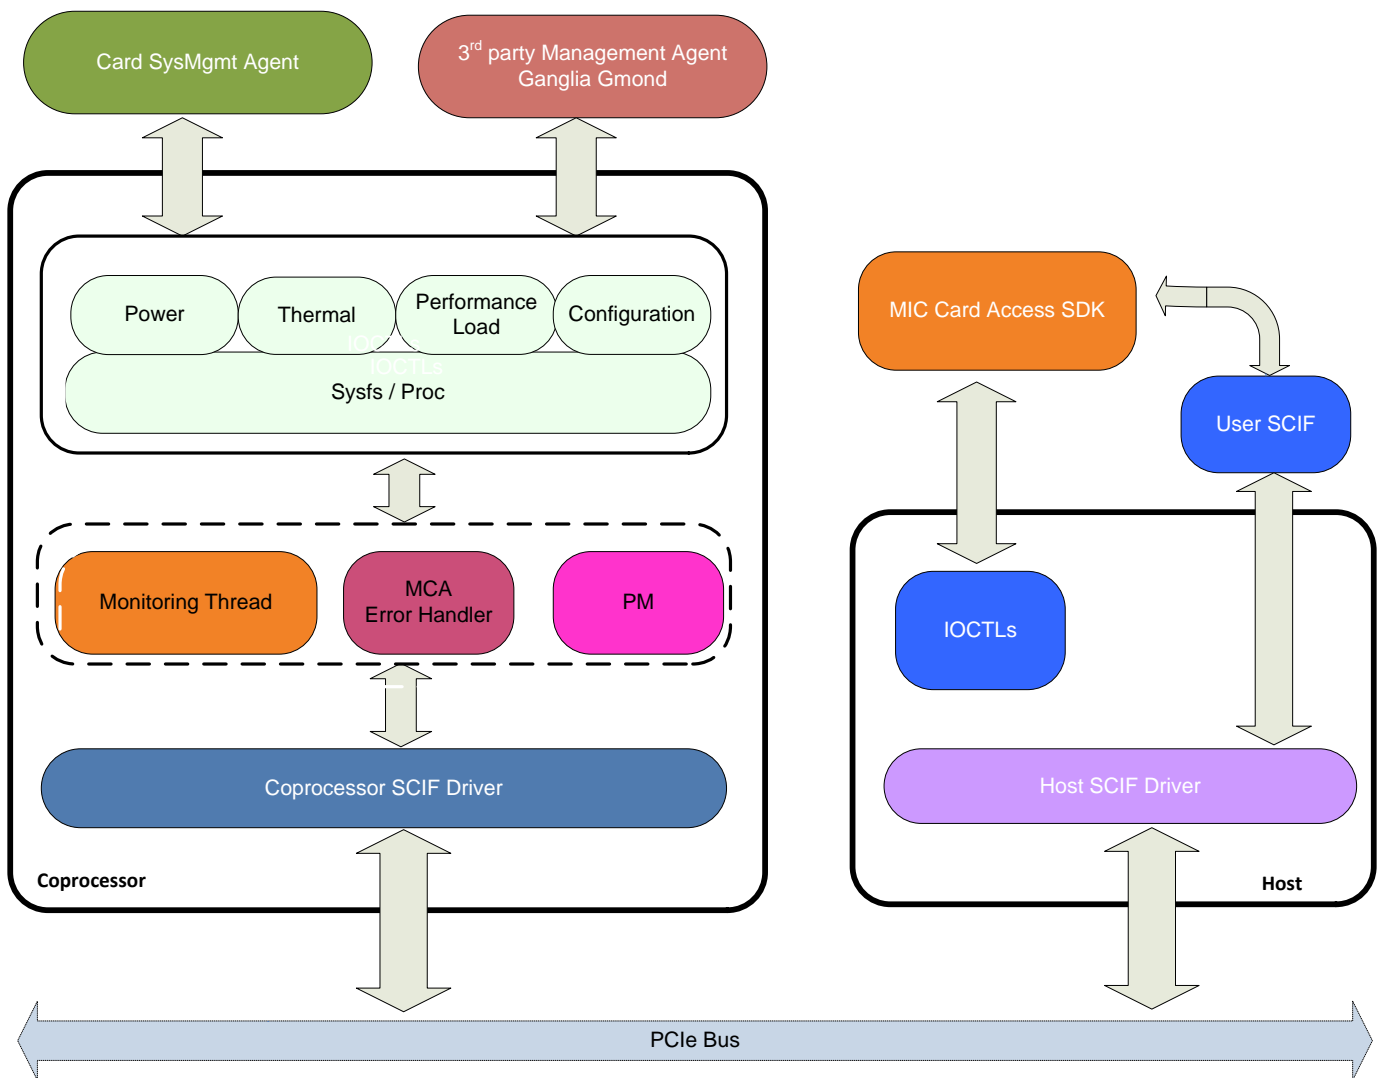 Card SysMgmt Agent
3rd party Management Agent
Ganglia Gmond
Power
Thermal
Performance
Load
Configuration
IOCTLs
IOCTLs
Sysfs / Proc
Monitoring Thread
MCA
Error Handler
PM
Coprocessor SCIF Driver
Coprocessor
MIC Card Access SDK
User SCIF
IOCTLs
Host SCIF Driver
Host
PCIe Bus